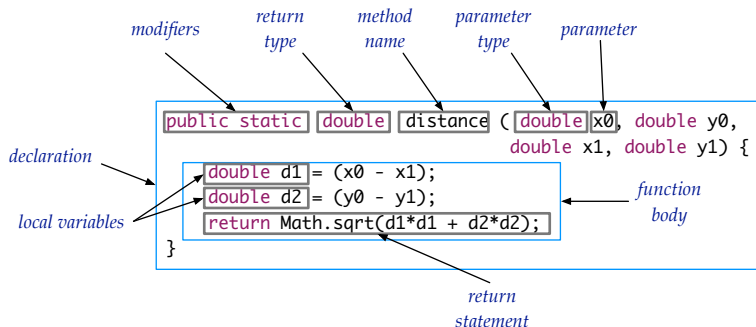 modifiers
return
type
method
name
parameter
type
parameter
public static double distance ( double x0, double y0,
double x1, double y1) {
declaration
double d1 = (x0 - x1);
double d2 = (y0 - y1);
local variables
return Math.sqrt(d1*d1 + d2*d2);
function
body
}
return
statement